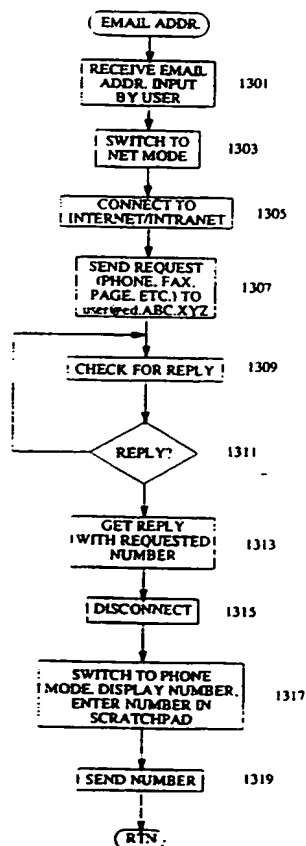 EMAIL ADDR.
RECEIVE EMAIL
ADDR. INPUT
BY USER
1301
SWITCH TO
NET MODE
1303
CONNECT TO
INTERNET/INTRANET
1305
SEND REQUEST
(PHONE, FAX,
PAGE, ETC.) TO
user@cd.ABC.XYZ
1307
CHECK FOR REPLY
1309
REPLY?
1311
GET REPLY
WITH REQUESTED
NUMBER
1313
DISCONNECT
1315
SWITCH TO PHONE
MODE, DISPLAY NUMBER,
ENTER NUMBER IN
SCRATCHPAD
1317
SEND NUMBER
1319
RTN